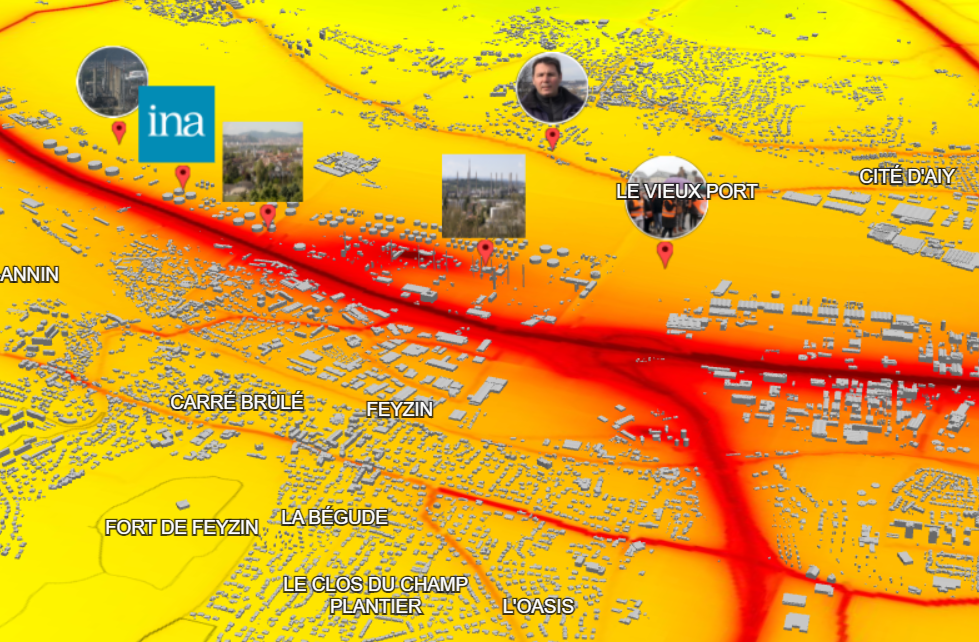 ina
LE VIEUX PORT
CITÉ D'AIY
ANNIN
CARRÉ BRÛLÉ
FEYZIN
FORT DE FEYZIN
LA BÉGUDE
LE CLOS DU CHAMP
PLANTIER
L'OASIS